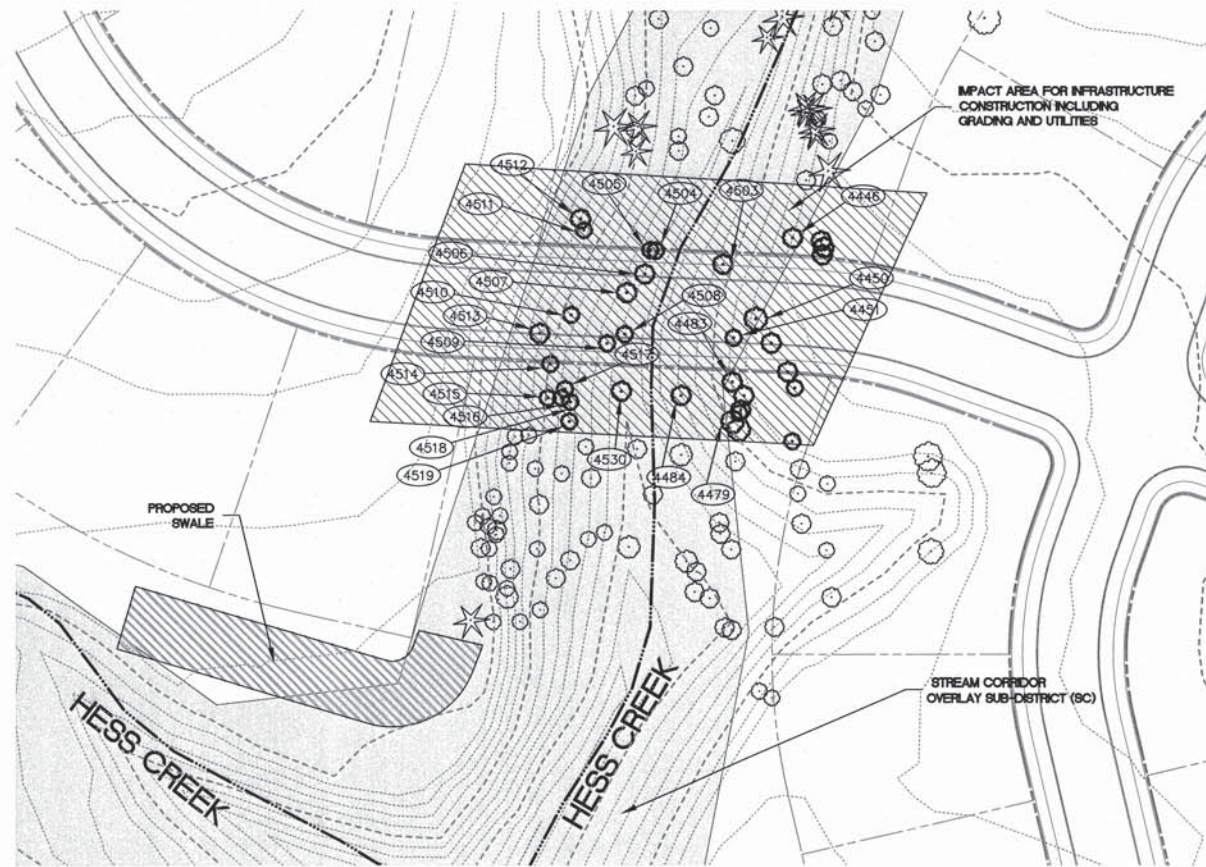 IMPACT AREA FOR INFRASTRUCTURE
CONSTRUCTION INCLUDING
GRADING AND UTILITIES
4512
4505
4504
4503
4446
4511
4506
4507
4510
4508
4450
4513
4483
4451
4509
4517
4514
4515
4516
4518
4530
4519
4484
4479
PROPOSED
SWALE
STREAM CORRIDOR
OVERLAY SUB-DISTRICT (SC)
HESS CREEK
HESS CREEK